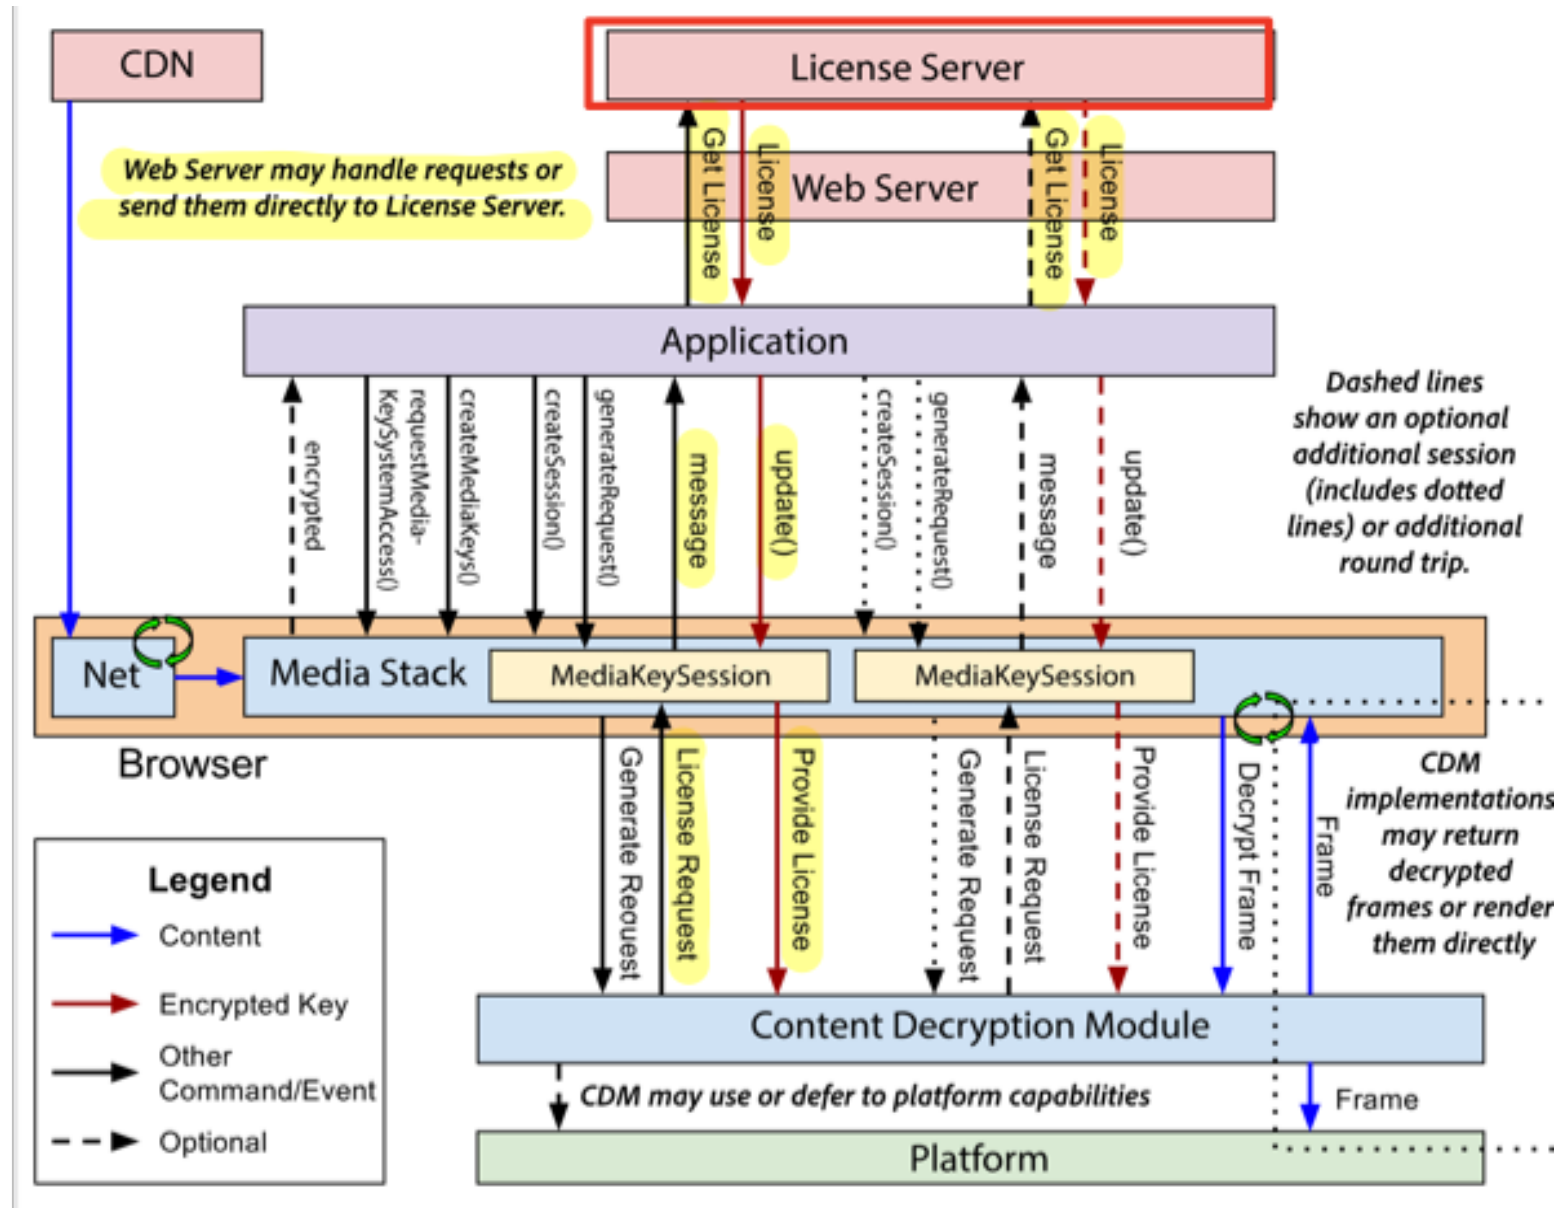 CDN
License Server
Web Server may handle requests or
send them directly to License Server.
Get License
License
Get License
License
Web Server
Application
encrypted
requestMedia-
KeySystemAccess()
createMediaKeys()
createSession()
generateRequest()
message
update()
createSession()
generateRequest()
message
update()
Dashed lines
show an optional
additional session
(includes dotted
lines) or additional
round trip.
Net
Media Stack
MediaKeySession
MediaKeySession
Browser
Generate Request
License Request
Provide License
Generate Request
License Request
Provide License
Decrypt Frame
Frame
CDM
implementations
may return
decrypted
frames or render
them directly
Legend
Content
Encrypted Key
Other
Command/Event
Optional
Content Decryption Module
CDM may use or defer to platform capabilities
Frame
Platform